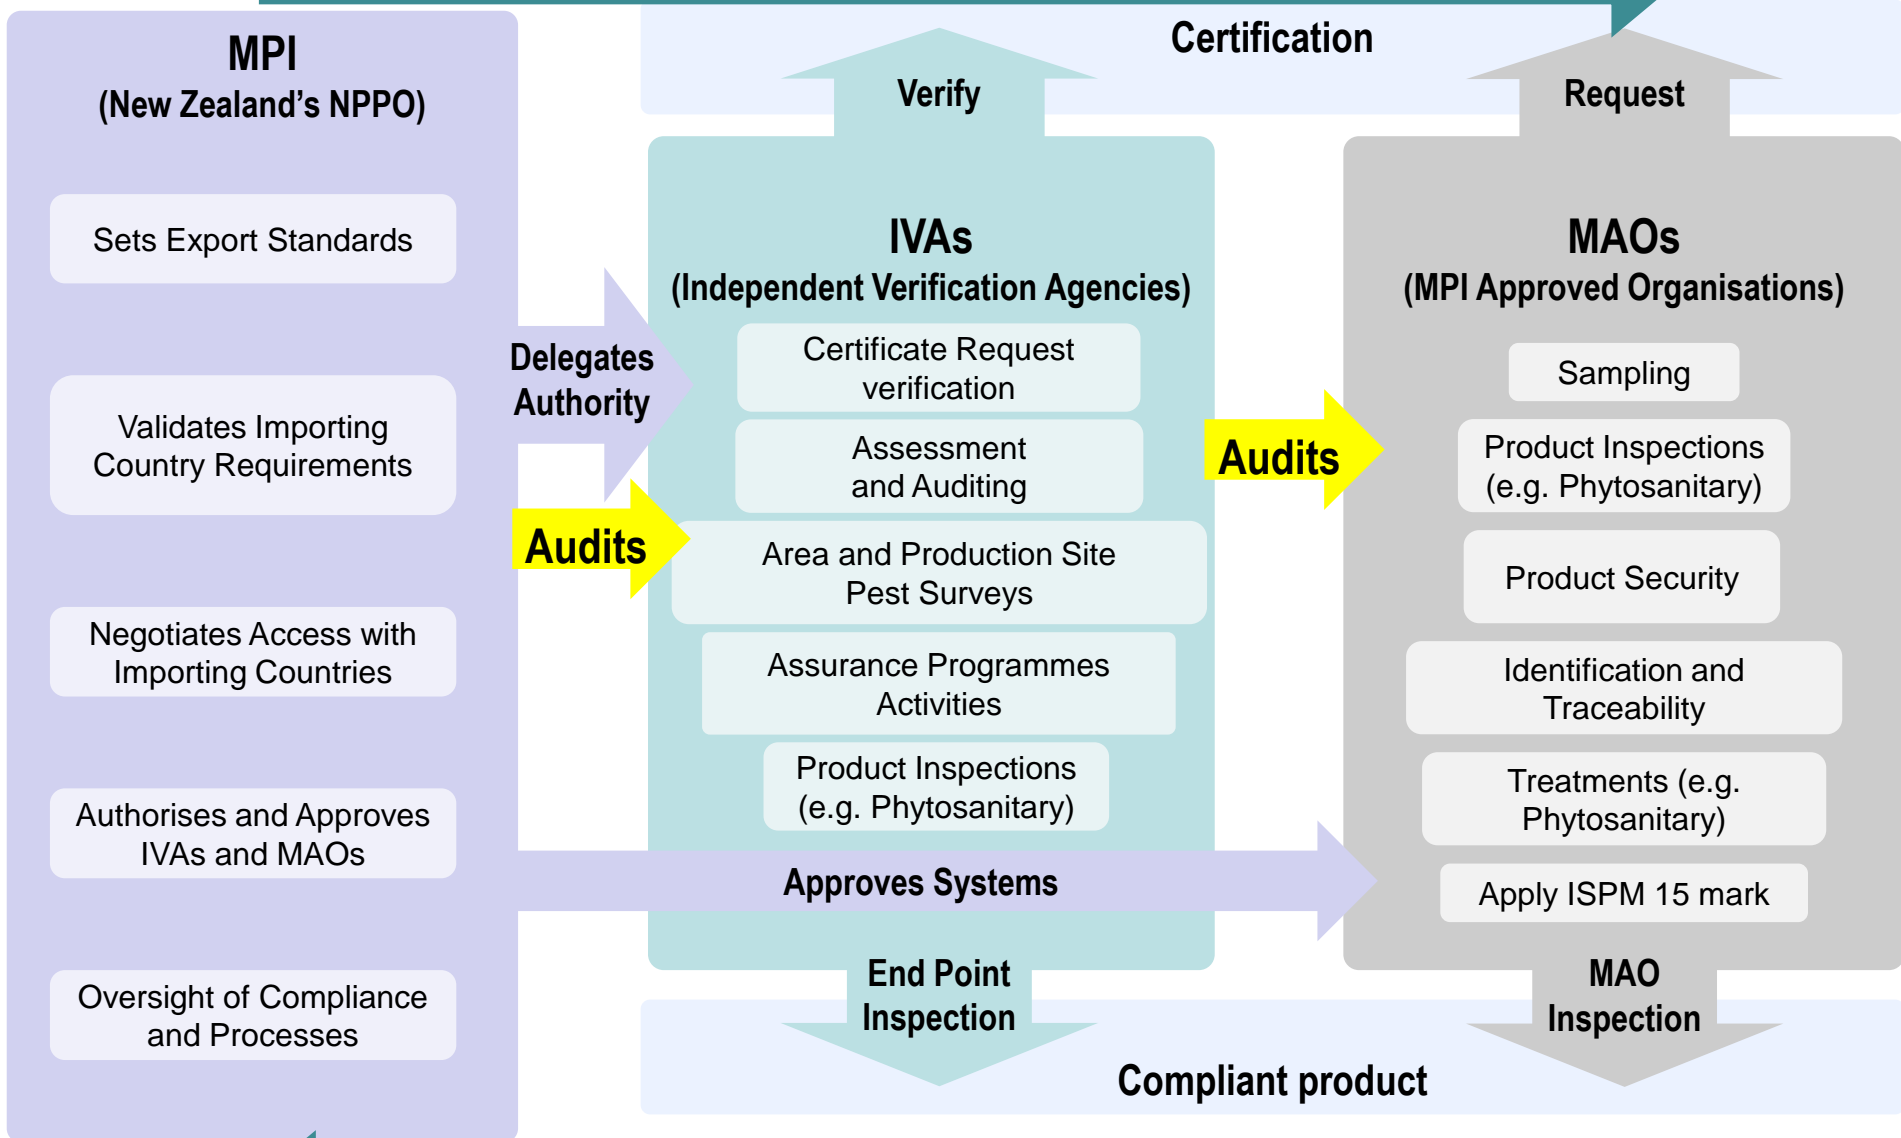 MPI
(New Zealand's NPPO)
Sets Export Standards
Validates Importing
Country Requirements
Negotiates Access with
Importing Countries
Authorises and Approves
IVAs and MAOs
Oversight of Compliance
and Processes
Delegates
Authority
Audits
Certification
Verify
Request
IVAs
(Independent Verification Agencies)
Certificate Request
verification
Assessment
and Auditing
Area and Production Site
Pest Surveys
Assurance Programmes
Activities
Product Inspections
(e.g. Phytosanitary)
Audits
Approves Systems
MAOs
(MPI Approved Organisations)
Sampling
Product Inspections
(e.g. Phytosanitary)
Product Security
Identification and
Traceability
Treatments (e.g.
Phytosanitary)
Apply ISPM 15 mark
End Point
Inspection
MAO
Inspection
Compliant product